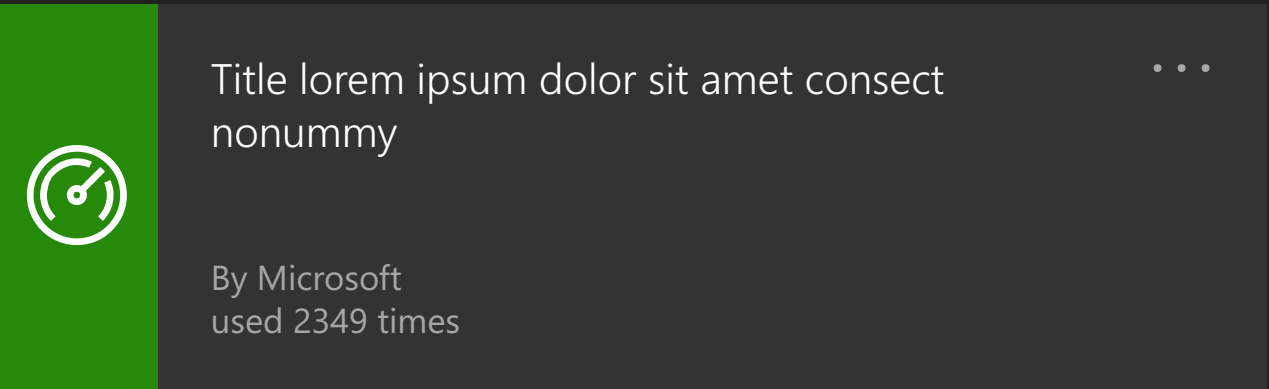 Title lorem ipsum dolor sit amet consect
nonummy
By Microsoft
used 2349 times